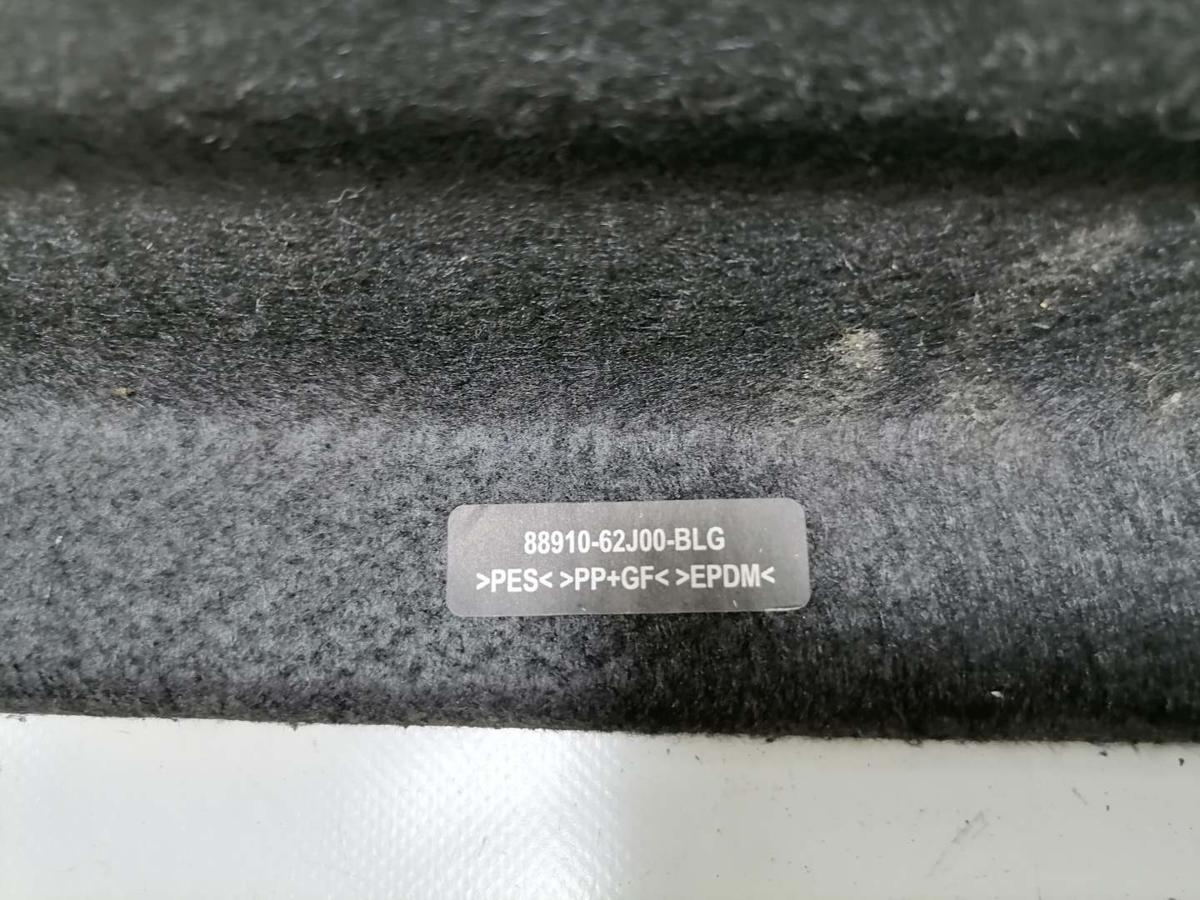 88910-62J00-BLG
>PES< >PP+GF< >EPDM<